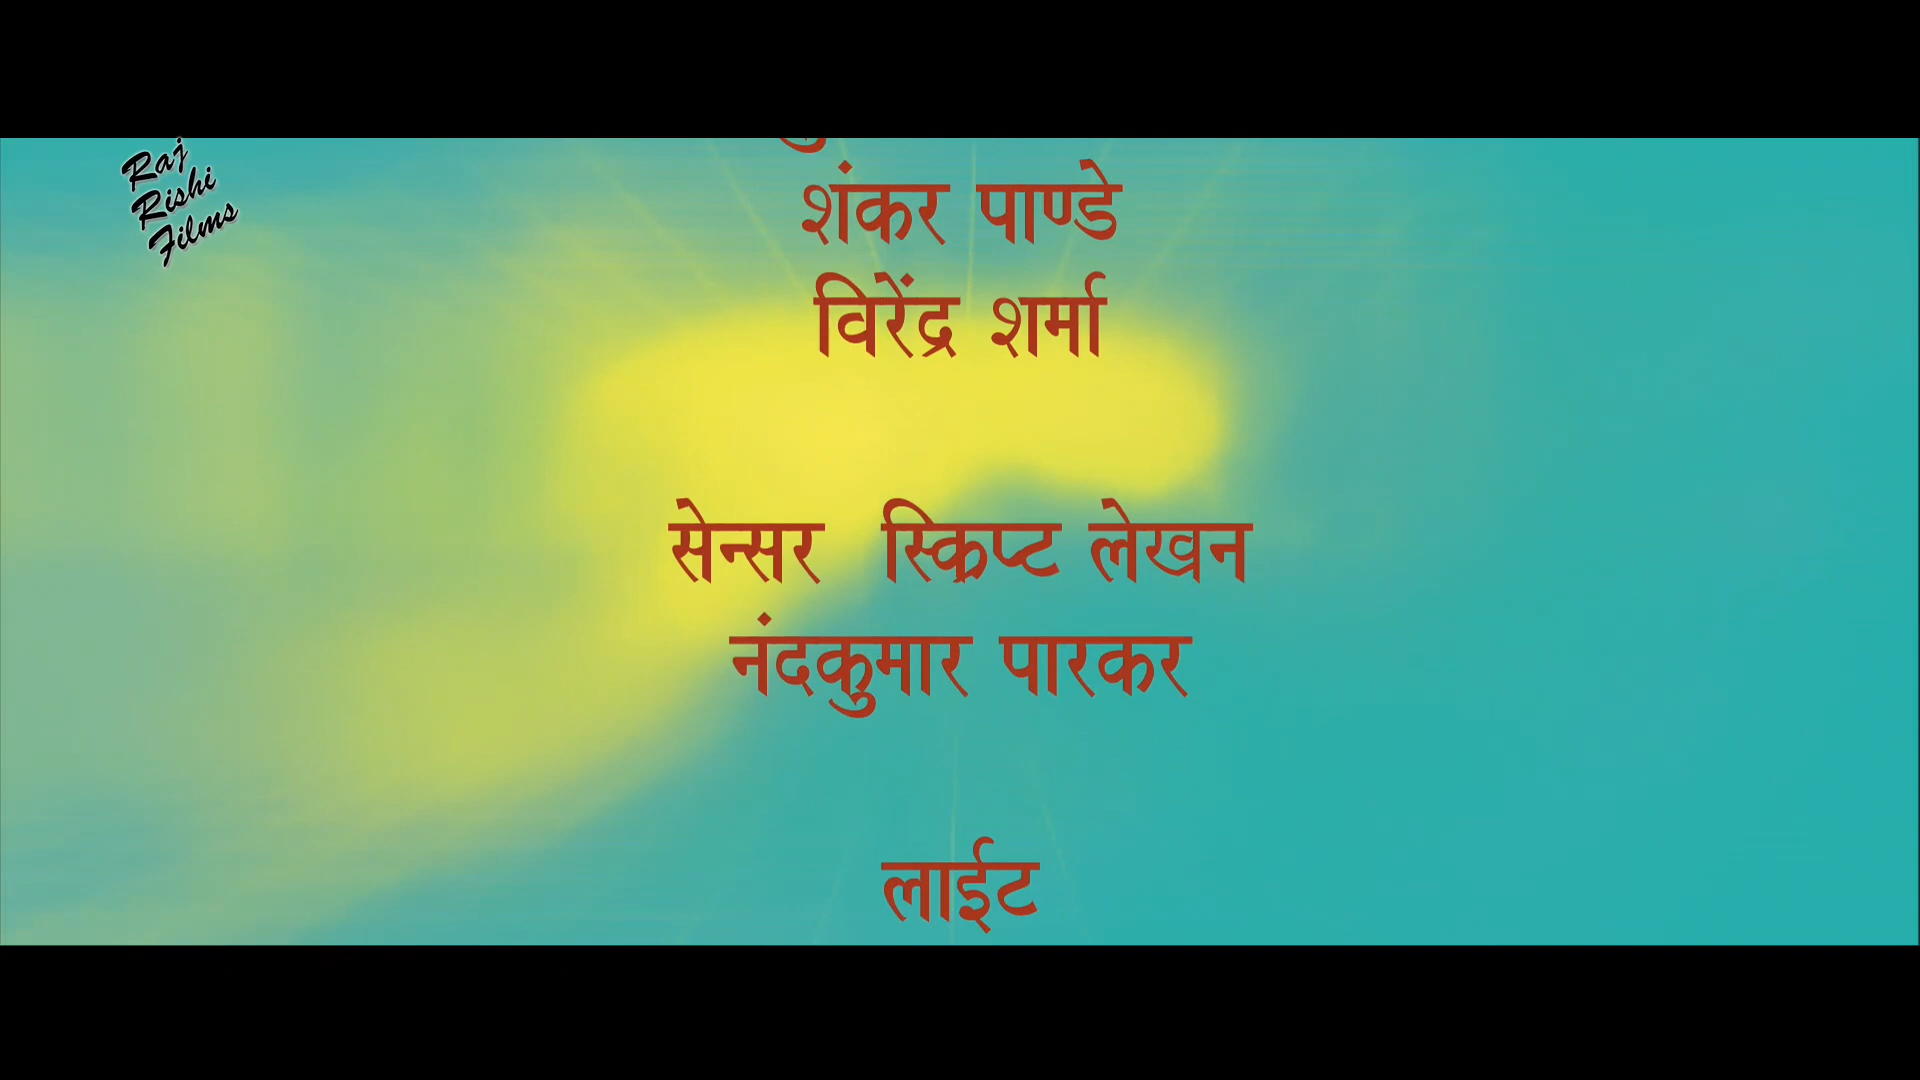 Raj
Rishi
Films
शंकर पाण्डे
विरेंद्र शर्मा
सेन्सर स्क्रिप्ट लेखन
नंदकुमार पारकर
लाईट